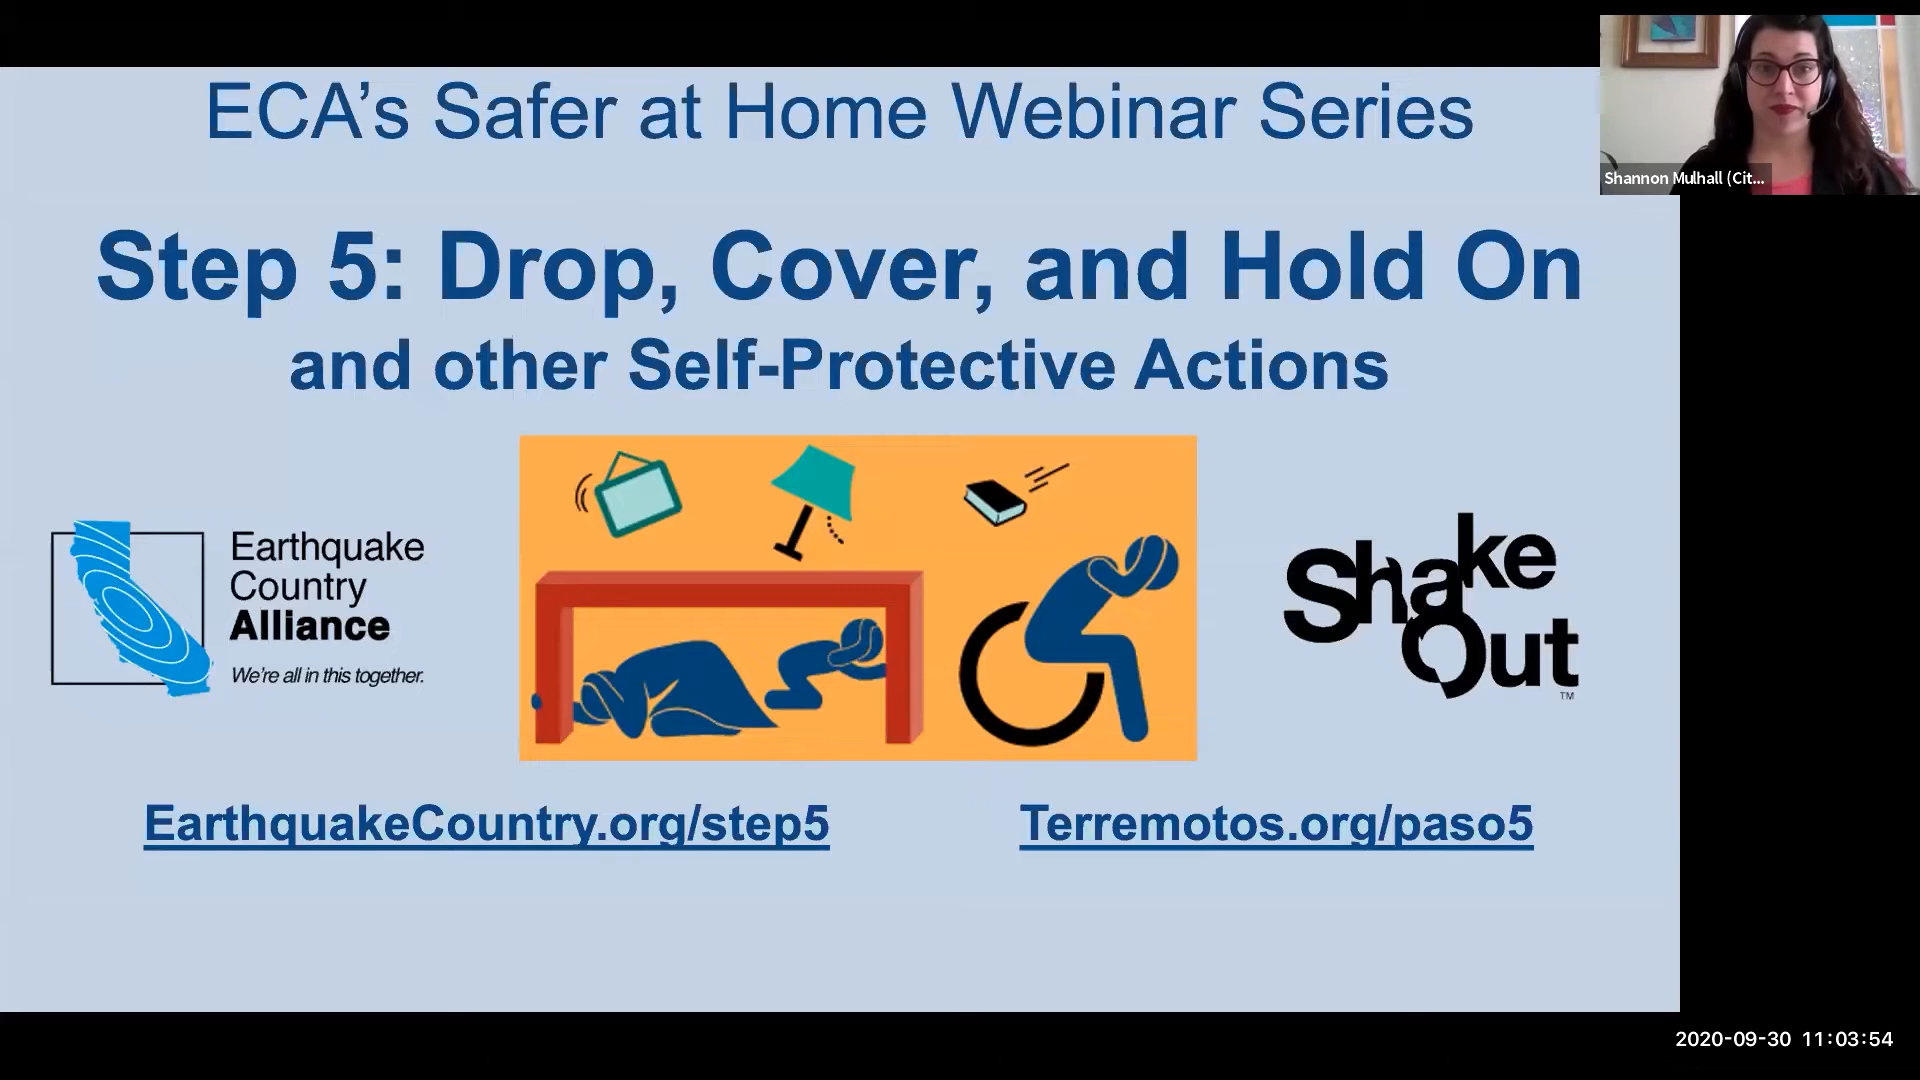 ECA's Safer at Home Webinar Series
Shannon Mulhall (Cit...
Step 5: Drop, Cover, and Hold On
and other Self-Protective Actions
Earthquake
Country
Alliance
We're all in this together.
Shake
Out
TM
EarthquakeCountry.org/step5
Terremotos.org/paso5
2020-09-30 11:03:54